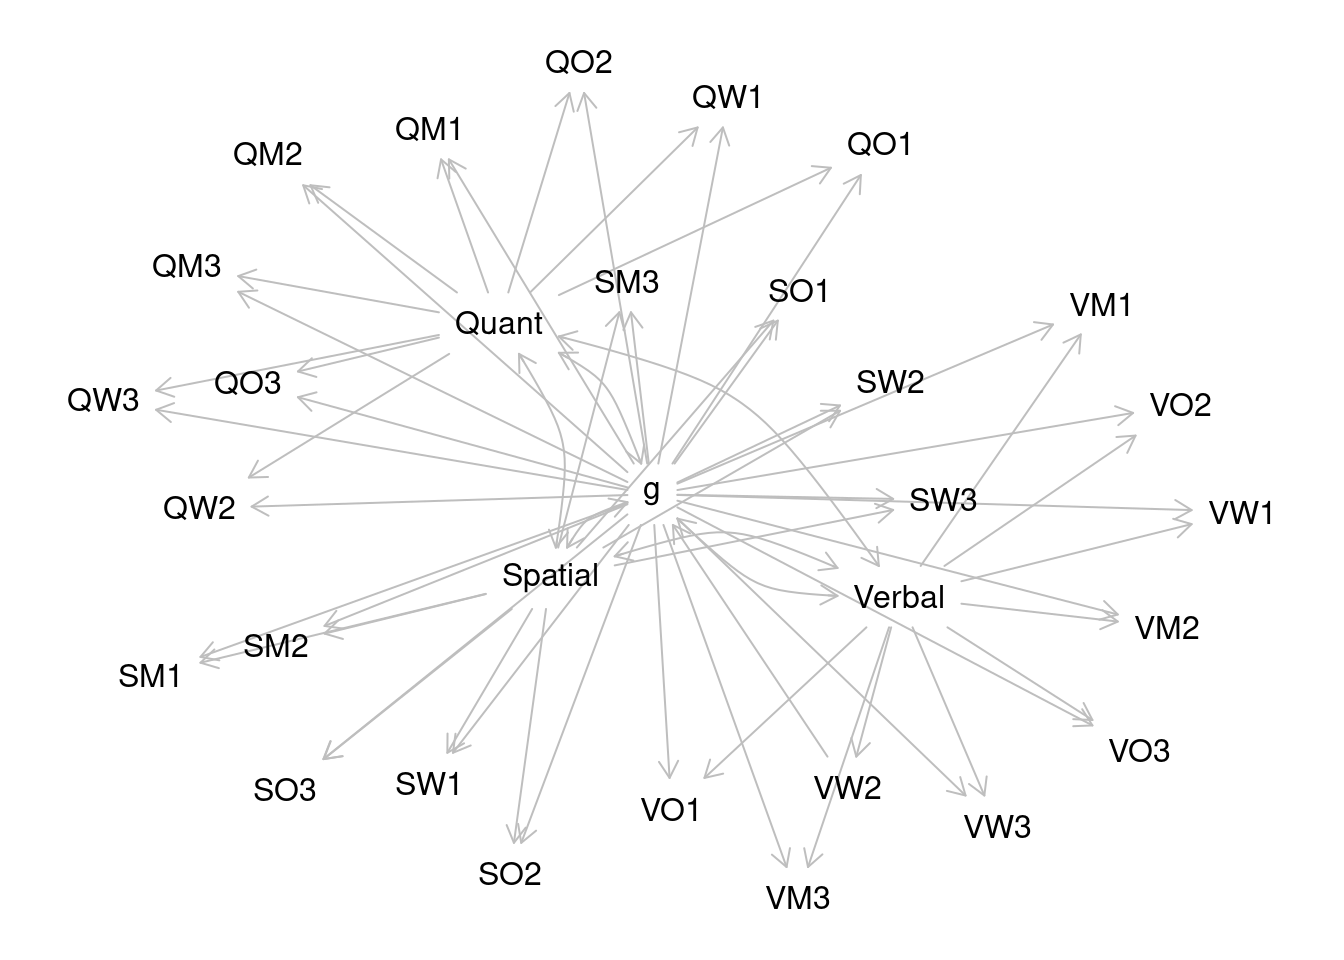 QO2
QW1
QM1
QO1
QM2
QM3
SM3
SO1
VM1
Quant
QO3
SW2
QW3
VO2
g
SW3
QW2
VW1
Spatial
Verbal
VM2
SM2
SM1
VO3
SO3
SW1
VW2
VO1
VW3
SO2
VM3